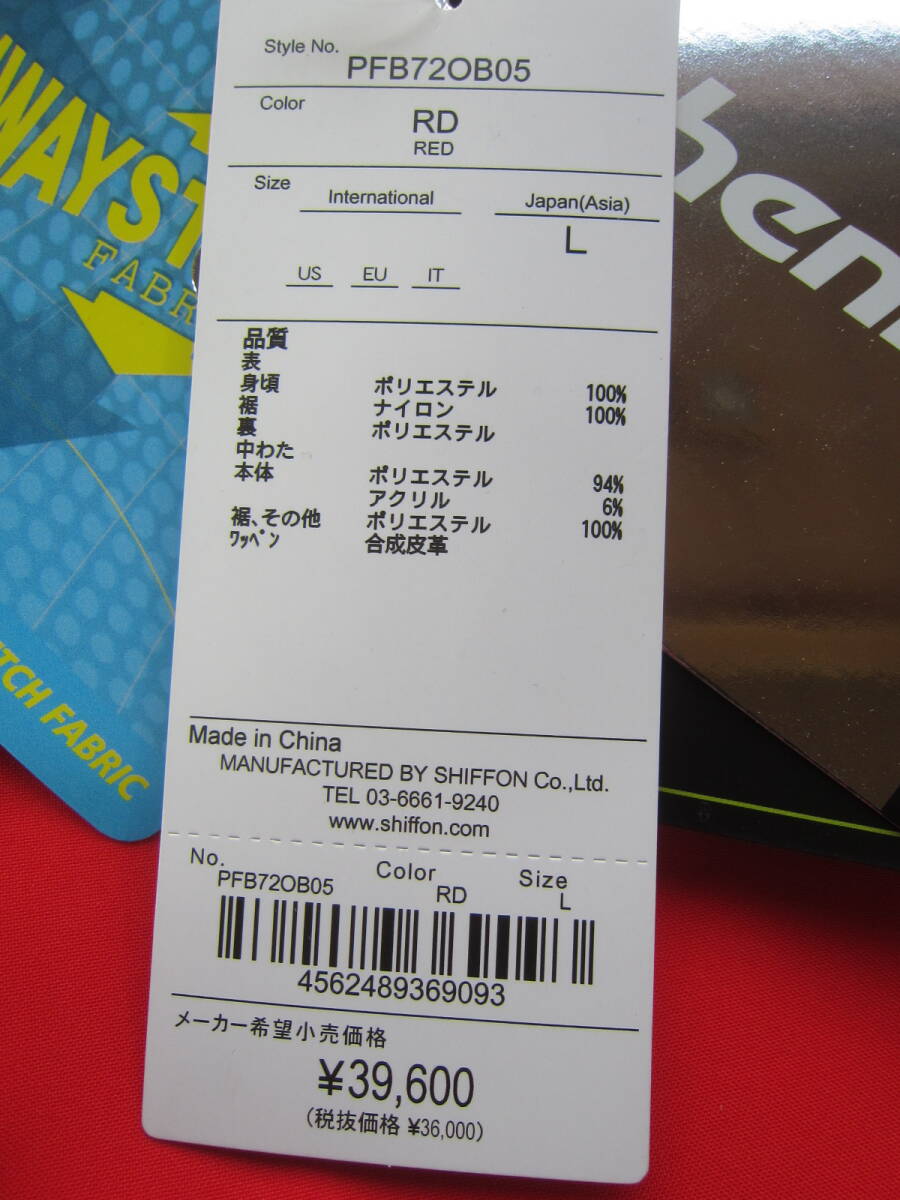 Style No. PFB72OB05
Color RD
RED
Size International Japan(Asia)
L
US EU IT
品質
表
身頃 ポリエステル 100%
裾 ナイロン 100%
裏 ポリエステル
中わた
本体 ポリエステル 94%
アクリル 6%
裾、その他 ポリエステル 100%
ﾜｯﾍﾟﾝ 合成皮革
Made in China
MANUFACTURED BY SHIFFON Co.,Ltd.
TEL 03-6661-9240
www.shiffon.com
No. Color Size
PFB72OB05 RD L
4562489369093
メーカー希望小売価格
¥39,600
(税抜価格 ¥36,000)
FABRIC